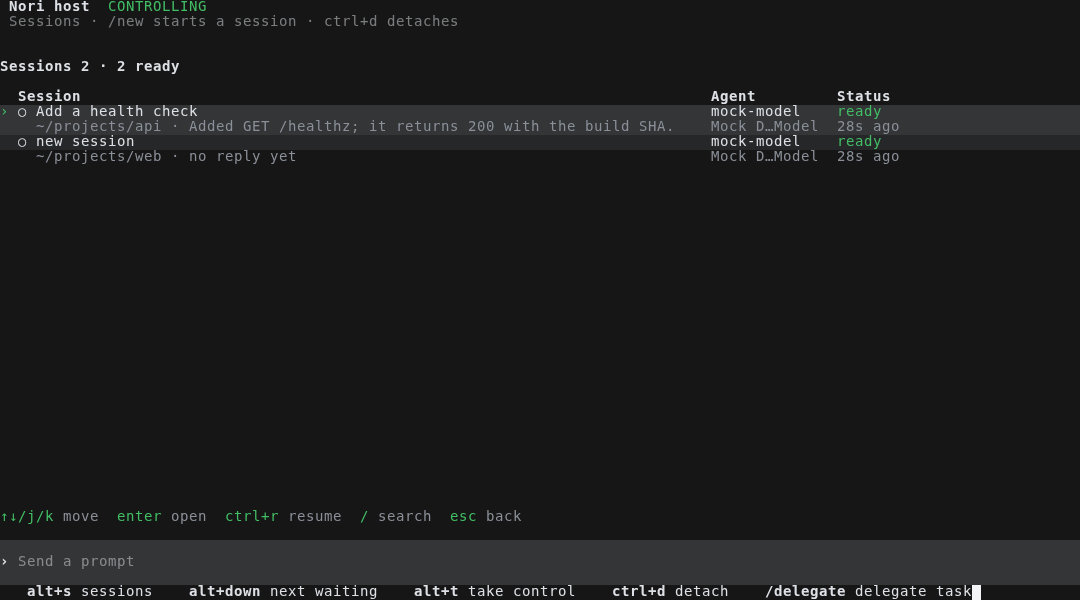 Nori host  CONTROLLING
Sessions · /new starts a session · ctrl+d detaches
Sessions 2 · 2 ready
Session Agent Status
› ○ Add a health check mock-model ready
~/projects/api · Added GET /healthz; it returns 200 with the build SHA. Mock D…Model 28s ago
○ new session mock-model ready
~/projects/web · no reply yet Mock D…Model 28s ago
↑↓/j/k move  enter open  ctrl+r resume  / search  esc back
› Send a prompt
alt+s sessions    alt+down next waiting    alt+t take control    ctrl+d detach    /delegate delegate task